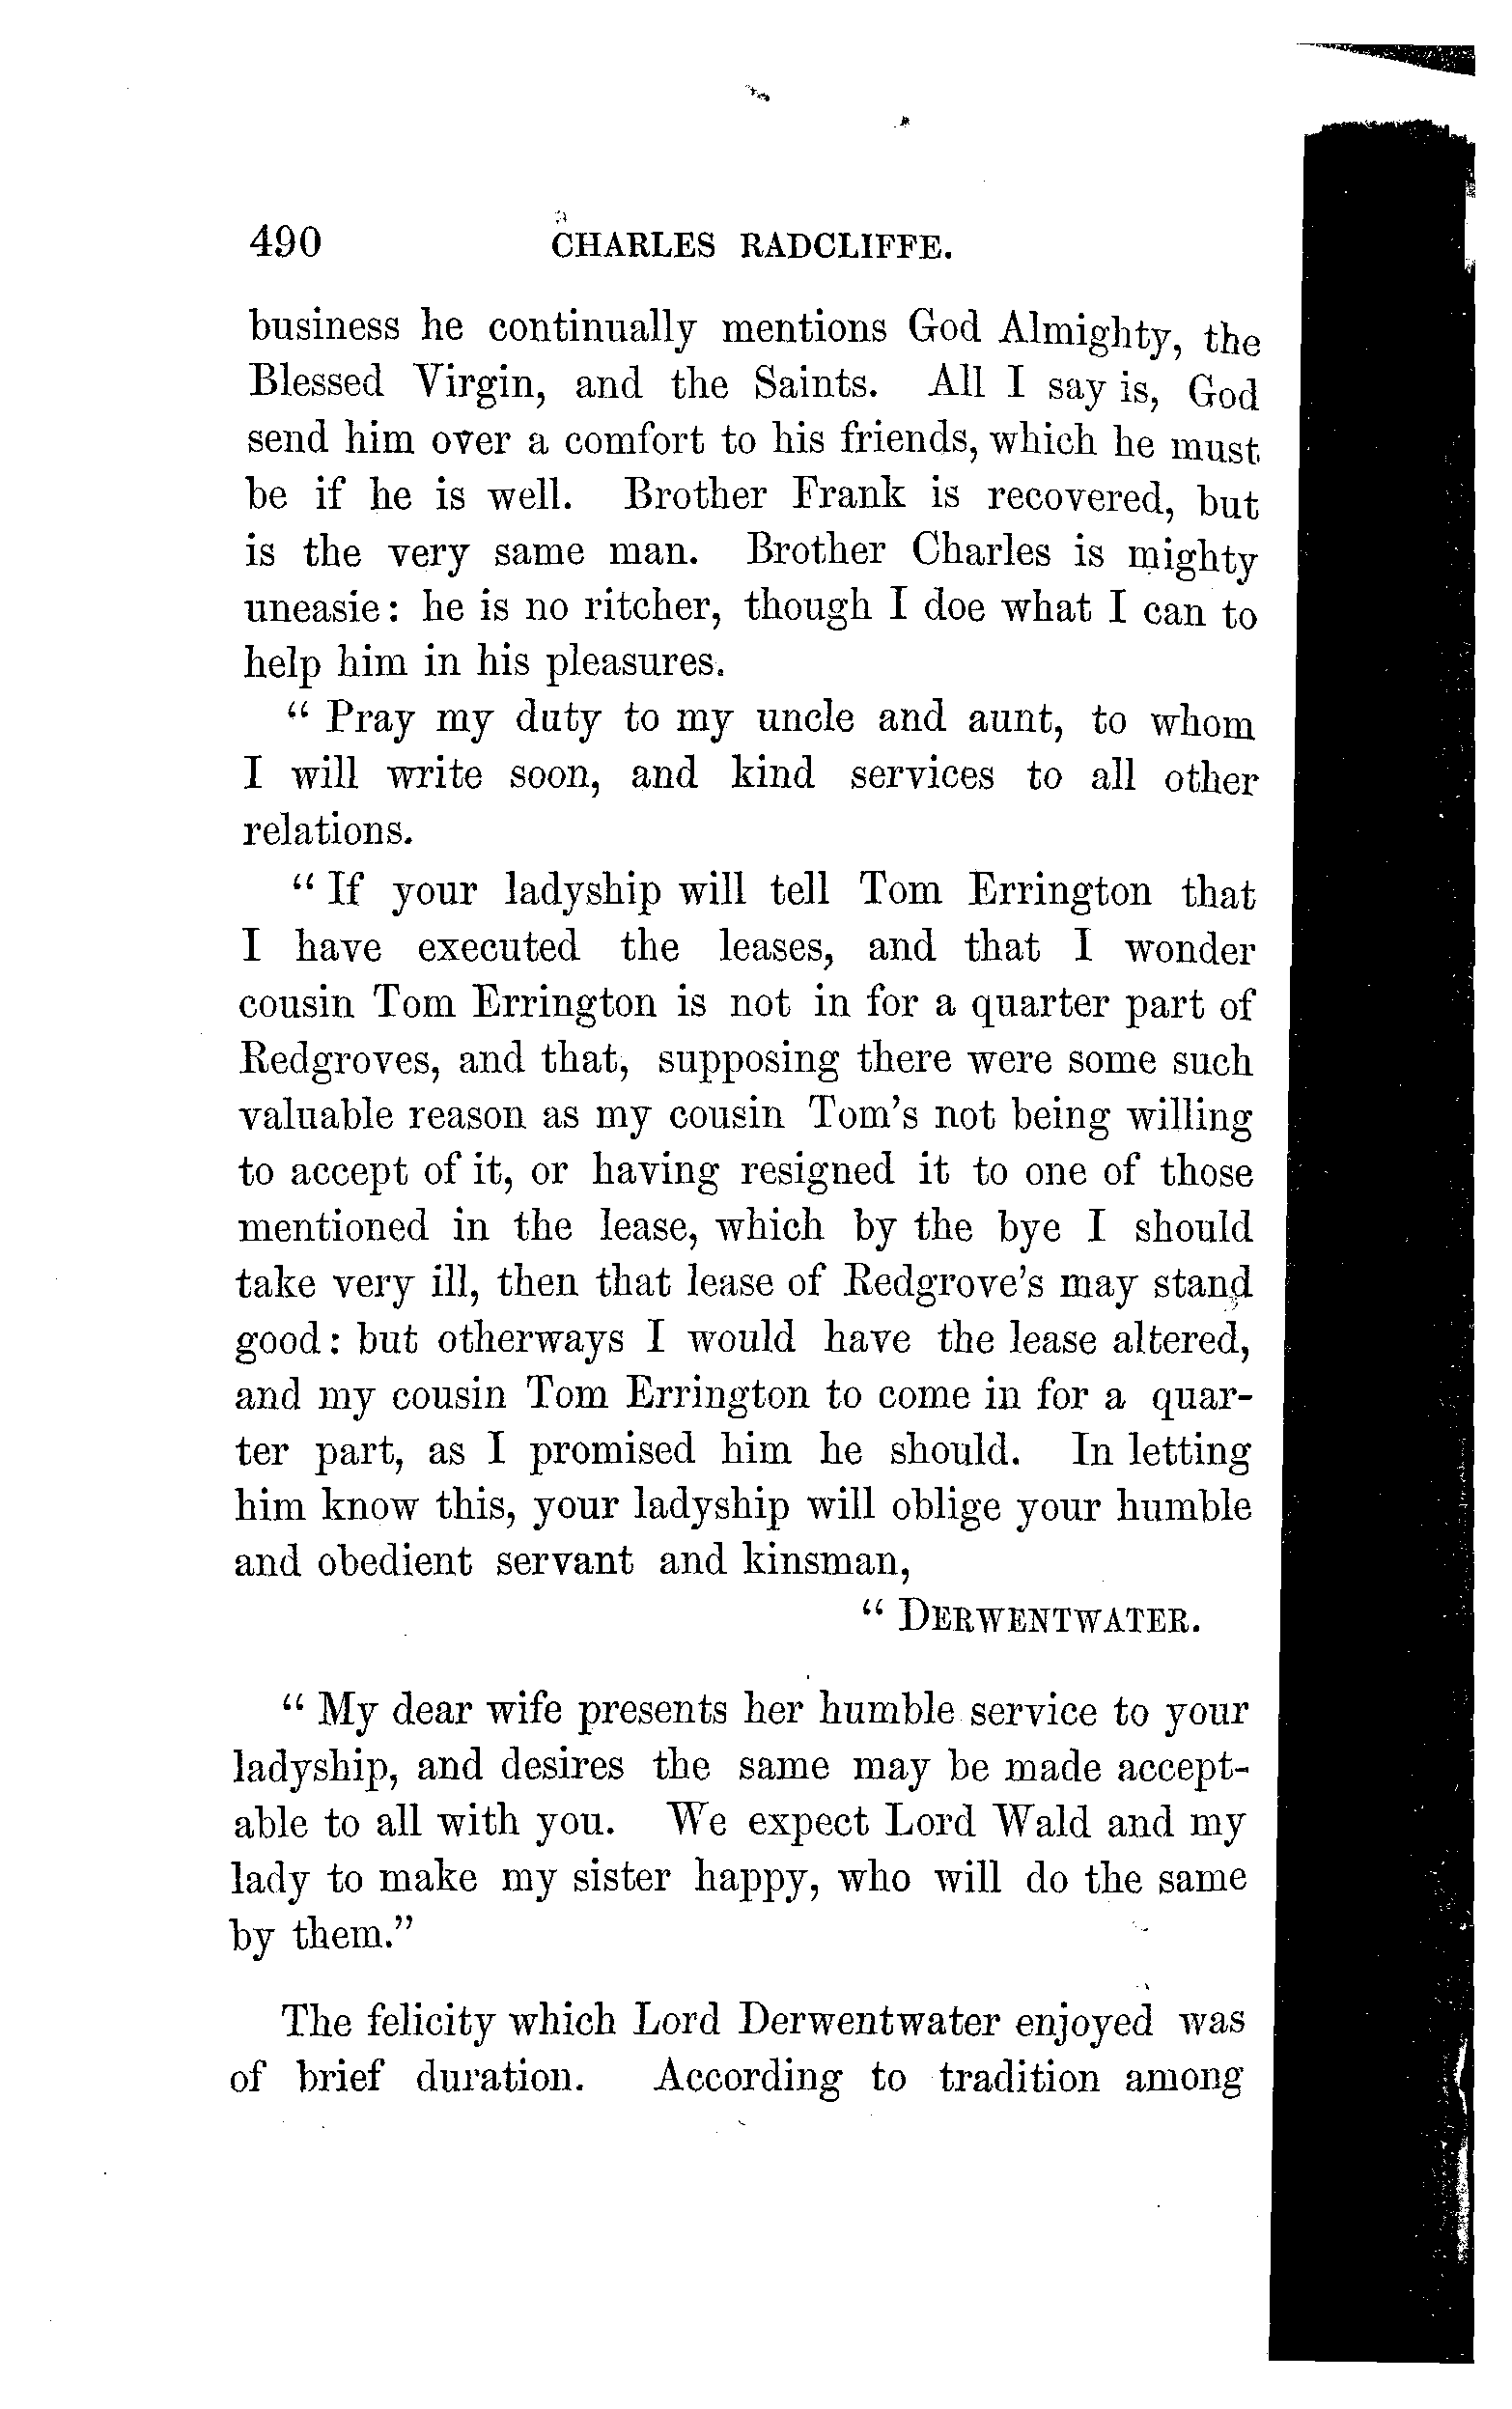 490 CHARLES RADCLIFFE.
business he continually mentions God Almighty, the
Blessed Virgin, and the Saints. All I say is, God
send him over a comfort to his friends, which he must
be if he is well. Brother Frank is recovered, but
is the very same man. Brother Charles is mighty
uneasie: he is no ritcher, though I doe what I can to
help him in his pleasures.
" Pray my duty to my uncle and aunt, to whom
I will write soon, and kind services to all other
relations.
" If your ladyship will tell Tom Errington that
I have executed the leases, and that I wonder
cousin Tom Errington is not in for a quarter part of
Redgroves, and that, supposing there were some such
valuable reason as my cousin Tom's not being willing
to accept of it, or having resigned it to one of those
mentioned in the lease, which by the bye I should
take very ill, then that lease of Redgrove's may stand
good: but otherways I would have the lease altered,
and my cousin Tom Errington to come in for a quar-
ter part, as I promised him he should. In letting
him know this, your ladyship will oblige your humble
and obedient servant and kinsman,
" DERWENTWATER.
" My dear wife presents her humble service to your
ladyship, and desires the same may be made accept-
able to all with you. We expect Lord Wald and my
lady to make my sister happy, who will do the same
by them."
The felicity which Lord Derwentwater enjoyed was
of brief duration. According to tradition among